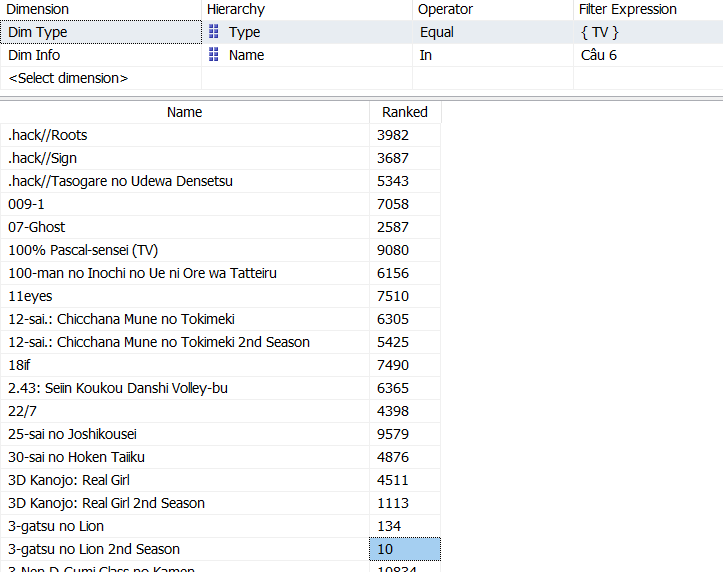 Dimension Hierarchy Operator Filter Expression
Dim Type Type Equal { TV }
Dim Info Name In Câu 6
<Select dimension>
Name Ranked
.hack//Roots 3982
.hack//Sign 3687
.hack//Tasogare no Udewa Densetsu 5343
009-1 7058
07-Ghost 2587
100% Pascal-sensei (TV) 9080
100-man no Inochi no Ue ni Ore wa Tatteiru 6156
11eyes 7510
12-sai.: Chicchana Mune no Tokimeki 6305
12-sai.: Chicchana Mune no Tokimeki 2nd Season 5425
18if 7490
2.43: Seiin Koukou Danshi Volley-bu 6365
22/7 4398
25-sai no Joshikousei 9579
30-sai no Hoken Taiiku 4876
3D Kanojo: Real Girl 4511
3D Kanojo: Real Girl 2nd Season 1113
3-gatsu no Lion 134
3-gatsu no Lion 2nd Season 10
3-Nen D-Gumi Class no Kamen 10834